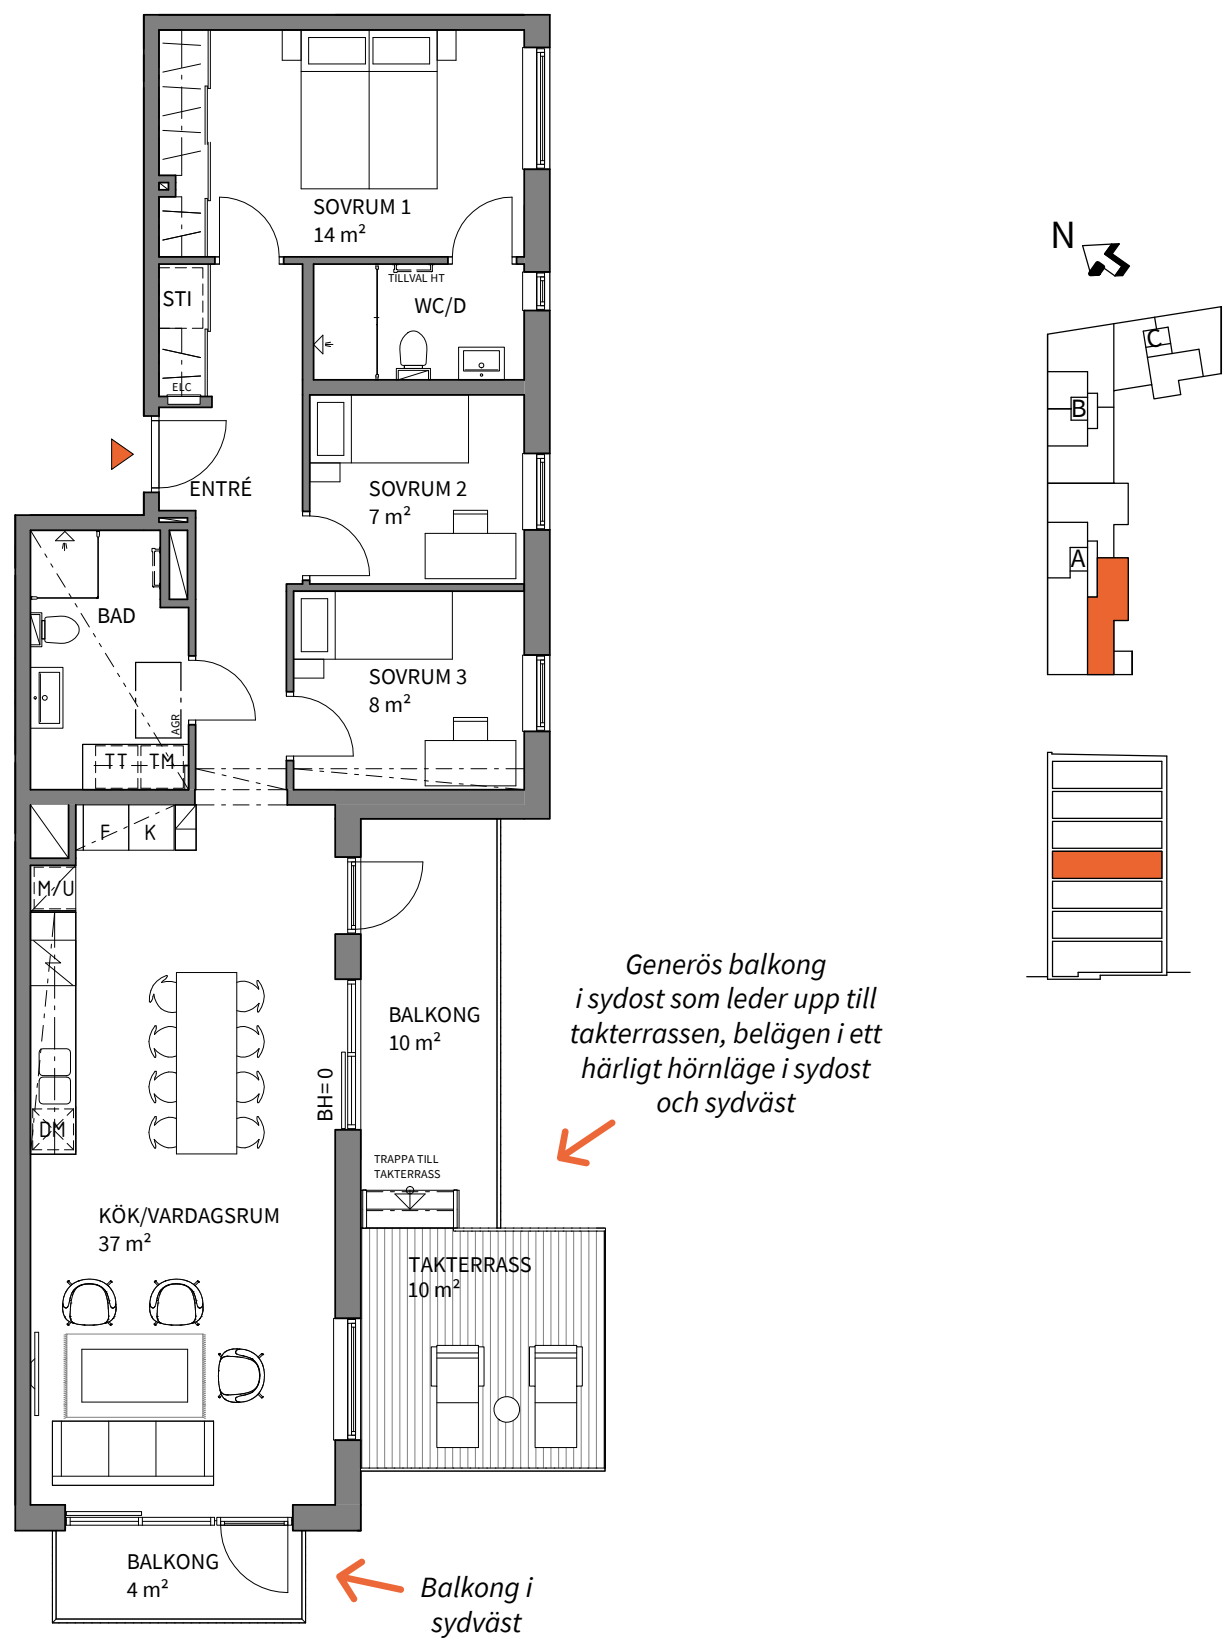 SOVRUM 1
14 m²
STI
TILLVAL HT
WC/D
ELC
ENTRÉ
SOVRUM 2
7 m²
BAD
SOVRUM 3
8 m²
AGR
TT
TM
F
K
M/U
DM
BALKONG
10 m²
BH= 0
TRAPPA TILL
TAKTERRASS
KÖK/VARDAGSRUM
37 m²
TAKTERRASS
10 m²
BALKONG
4 m²
Generös balkong
i sydost som leder upp till
takterrassen, belägen i ett
härligt hörnläge i sydost
och sydväst
Balkong i
sydväst
N
C
B
A